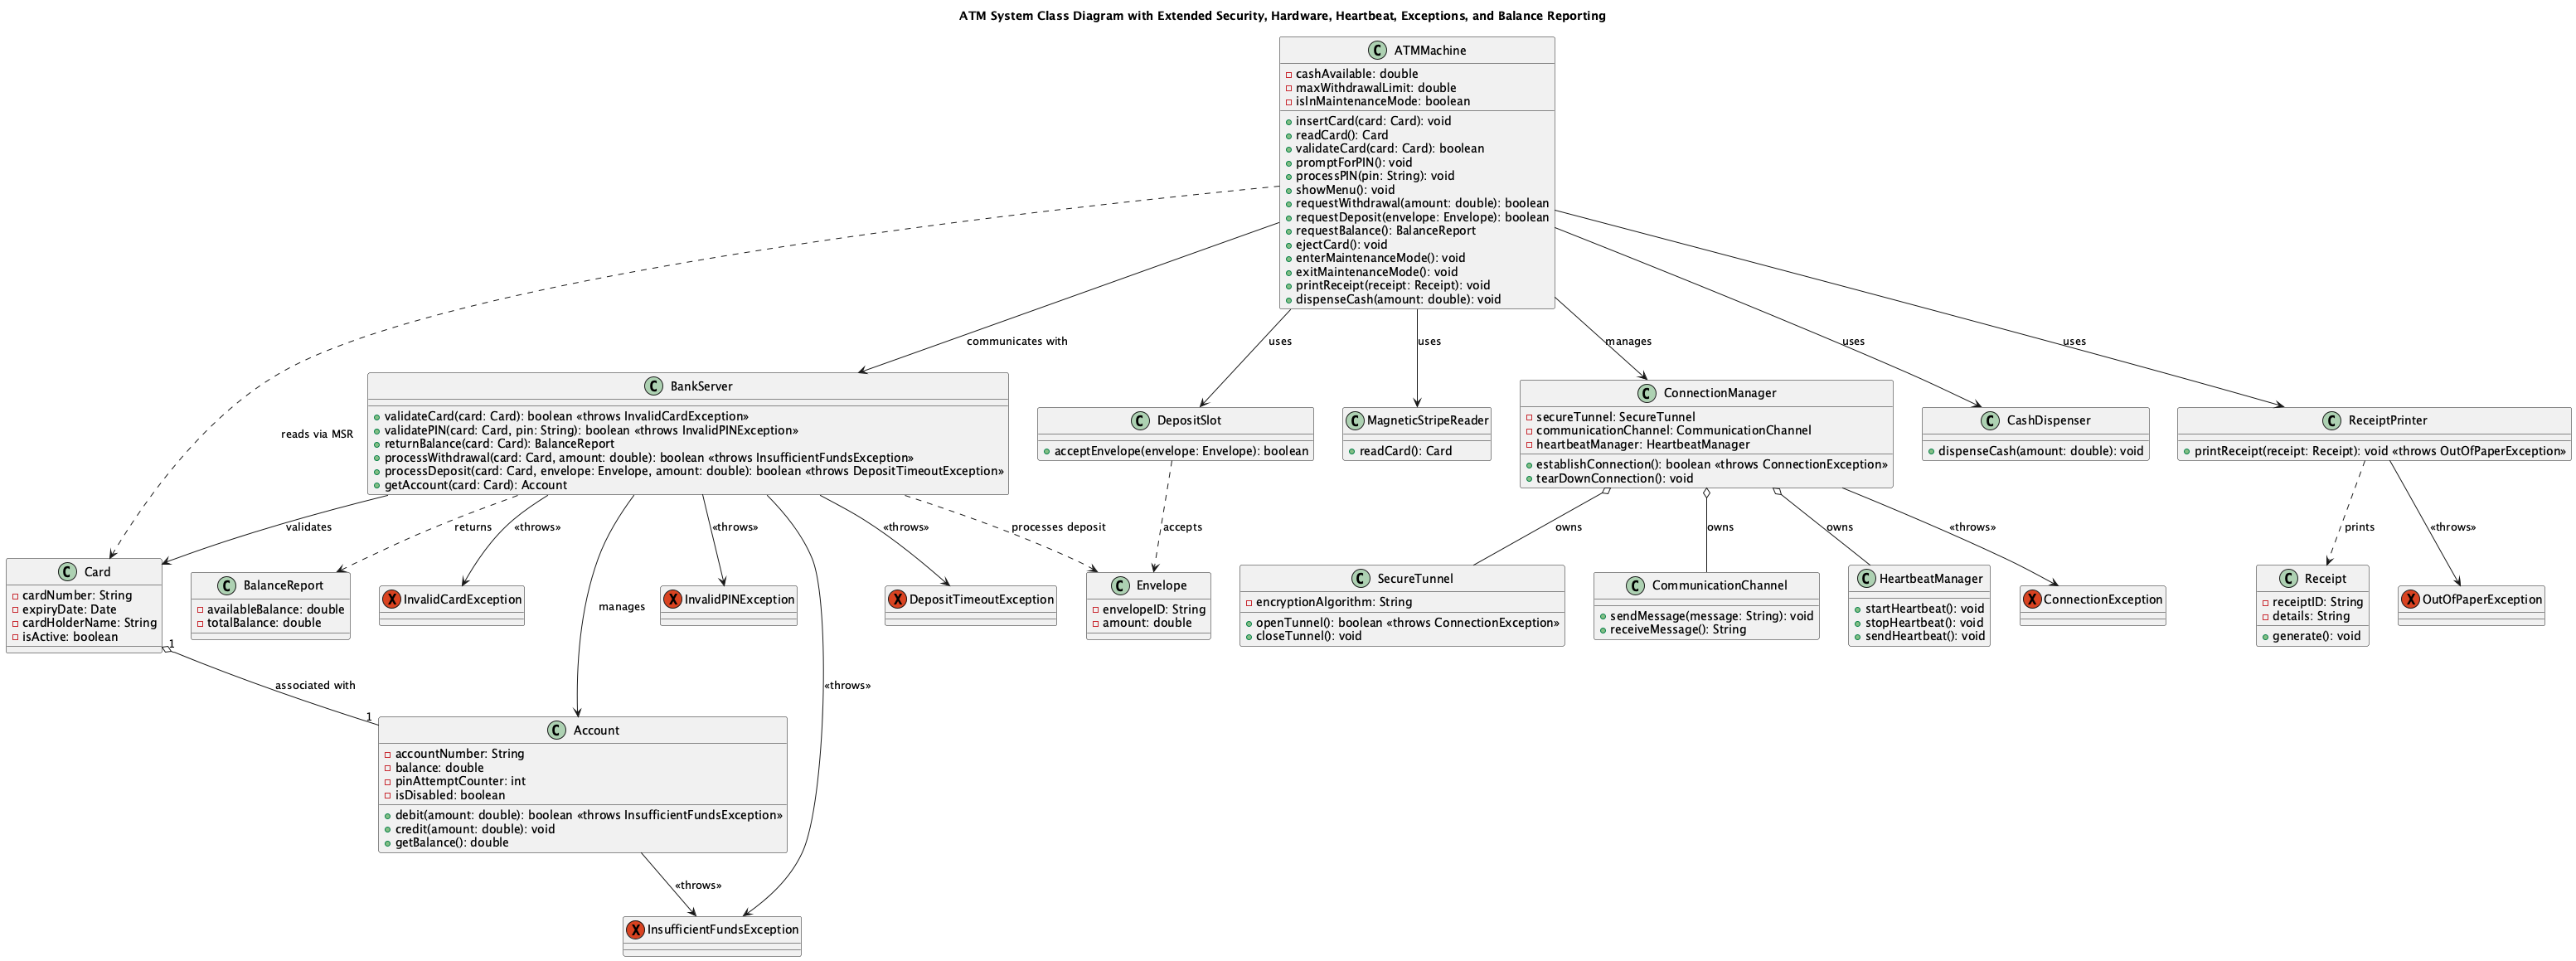 ATM System Class Diagram with Extended Security, Hardware, Heartbeat, Exceptions, and Balance Reporting
C ATMMachine
cashAvailable: double
maxWithdrawalLimit: double
isInMaintenanceMode: boolean
insertCard(card: Card): void
readCard(): Card
validateCard(card: Card): boolean
promptForPIN(): void
processPIN(pin: String): void
showMenu(): void
requestWithdrawal(amount: double): boolean
requestDeposit(envelope: Envelope): boolean
requestBalance(): BalanceReport
ejectCard(): void
enterMaintenanceMode(): void
exitMaintenanceMode(): void
printReceipt(receipt: Receipt): void
dispenseCash(amount: double): void
reads via MSR
communicates with
uses
uses
manages
uses
uses
C BankServer
validateCard(card: Card): boolean «throws InvalidCardException»
validatePIN(card: Card, pin: String): boolean «throws InvalidPINException»
returnBalance(card: Card): BalanceReport
processWithdrawal(card: Card, amount: double): boolean «throws InsufficientFundsException»
processDeposit(card: Card, envelope: Envelope, amount: double): boolean «throws DepositTimeoutException»
getAccount(card: Card): Account
C DepositSlot
acceptEnvelope(envelope: Envelope): boolean
C MagneticStripeReader
readCard(): Card
C ConnectionManager
secureTunnel: SecureTunnel
communicationChannel: CommunicationChannel
heartbeatManager: HeartbeatManager
establishConnection(): boolean «throws ConnectionException»
tearDownConnection(): void
C CashDispenser
dispenseCash(amount: double): void
C ReceiptPrinter
printReceipt(receipt: Receipt): void «throws OutOfPaperException»
validates
returns
«throws»
manages
«throws»
«throws»
«throws»
processes deposit
accepts
owns
owns
owns
«throws»
prints
«throws»
C Card
cardNumber: String
expiryDate: Date
cardHolderName: String
isActive: boolean
C BalanceReport
availableBalance: double
totalBalance: double
X InvalidCardException
X InvalidPINException
X DepositTimeoutException
C Envelope
envelopeID: String
amount: double
C SecureTunnel
encryptionAlgorithm: String
openTunnel(): boolean «throws ConnectionException»
closeTunnel(): void
C CommunicationChannel
sendMessage(message: String): void
receiveMessage(): String
C HeartbeatManager
startHeartbeat(): void
stopHeartbeat(): void
sendHeartbeat(): void
X ConnectionException
C Receipt
receiptID: String
details: String
generate(): void
X OutOfPaperException
1
associated with
1
C Account
accountNumber: String
balance: double
pinAttemptCounter: int
isDisabled: boolean
debit(amount: double): boolean «throws InsufficientFundsException»
credit(amount: double): void
getBalance(): double
«throws»
X InsufficientFundsException